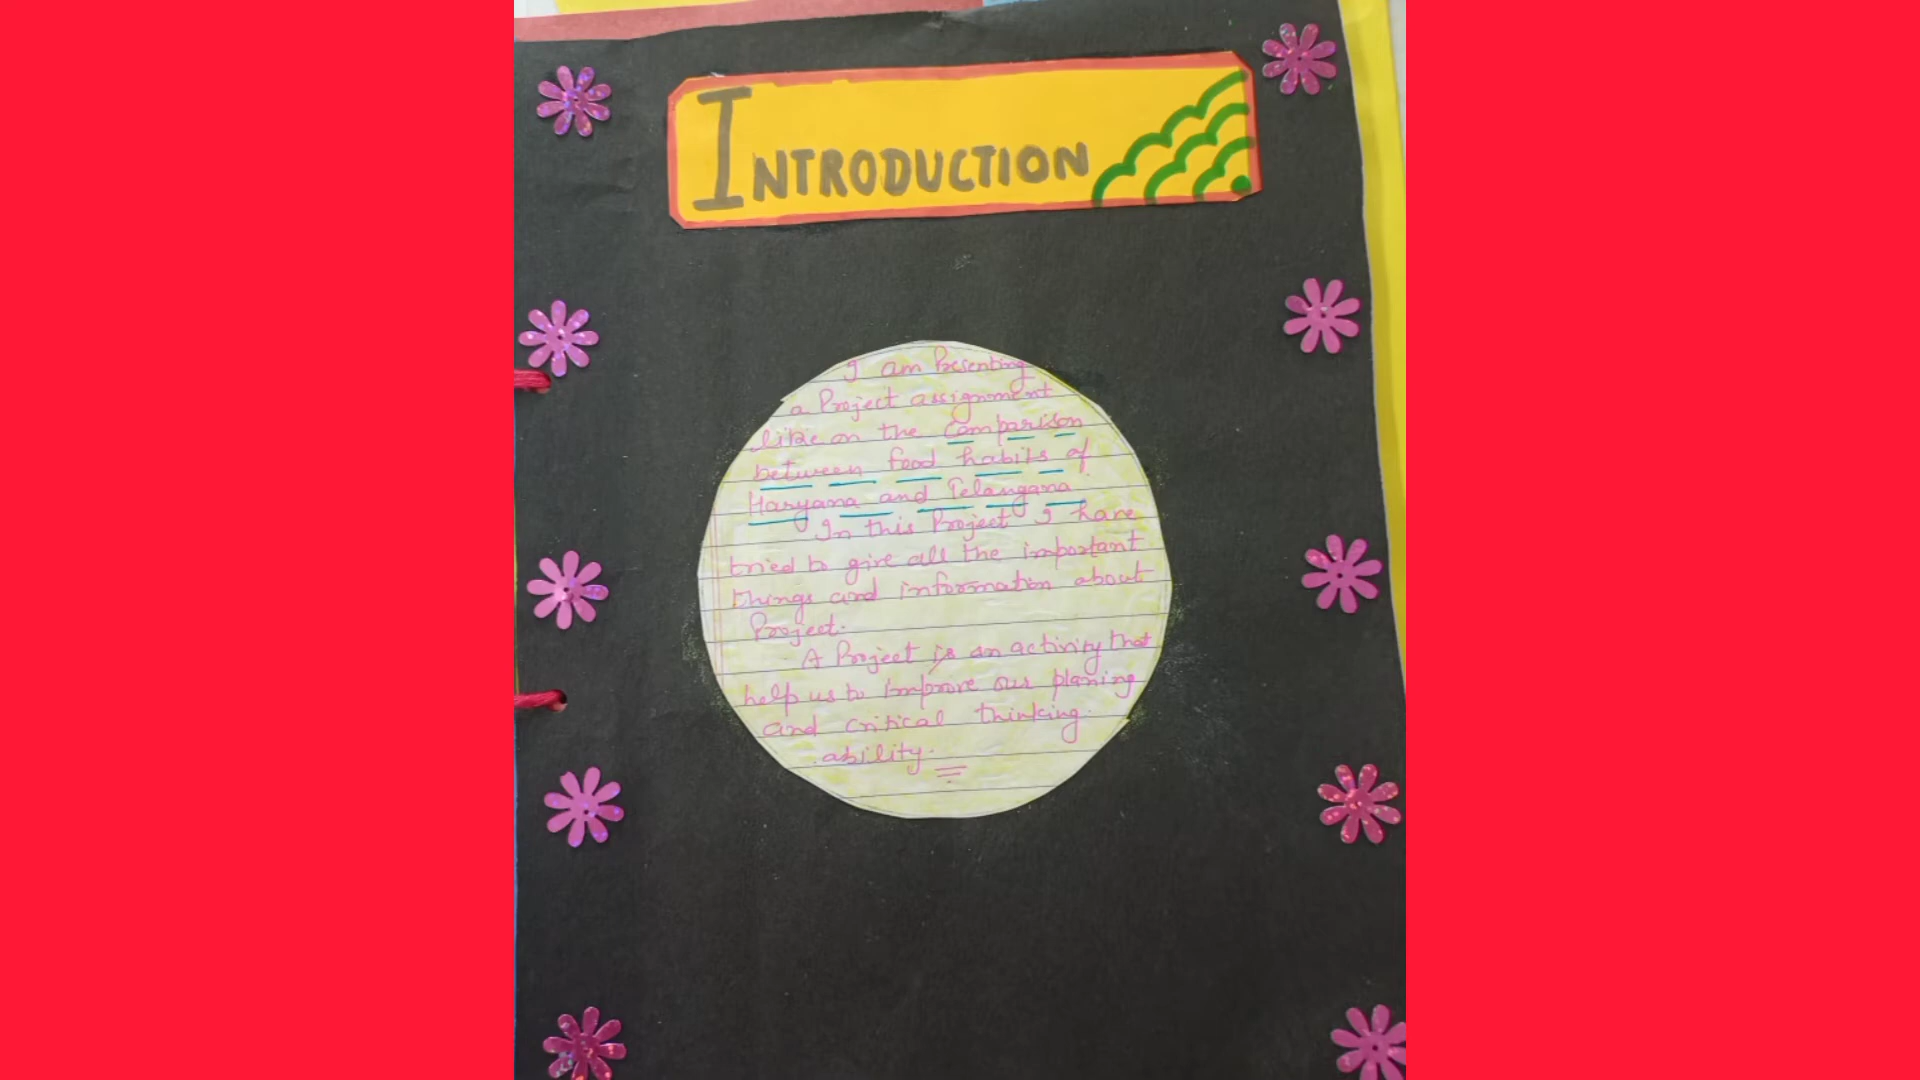 INTRODUCTION
I am Presenting
a Project assignment
like on the Comparison
between food habits of
Haryana and Telangana.
In this Project I have
tried to give all the important
things and information about
Project.
A Project is an activity that
help us to improve our planing
and critical thinking
ability.